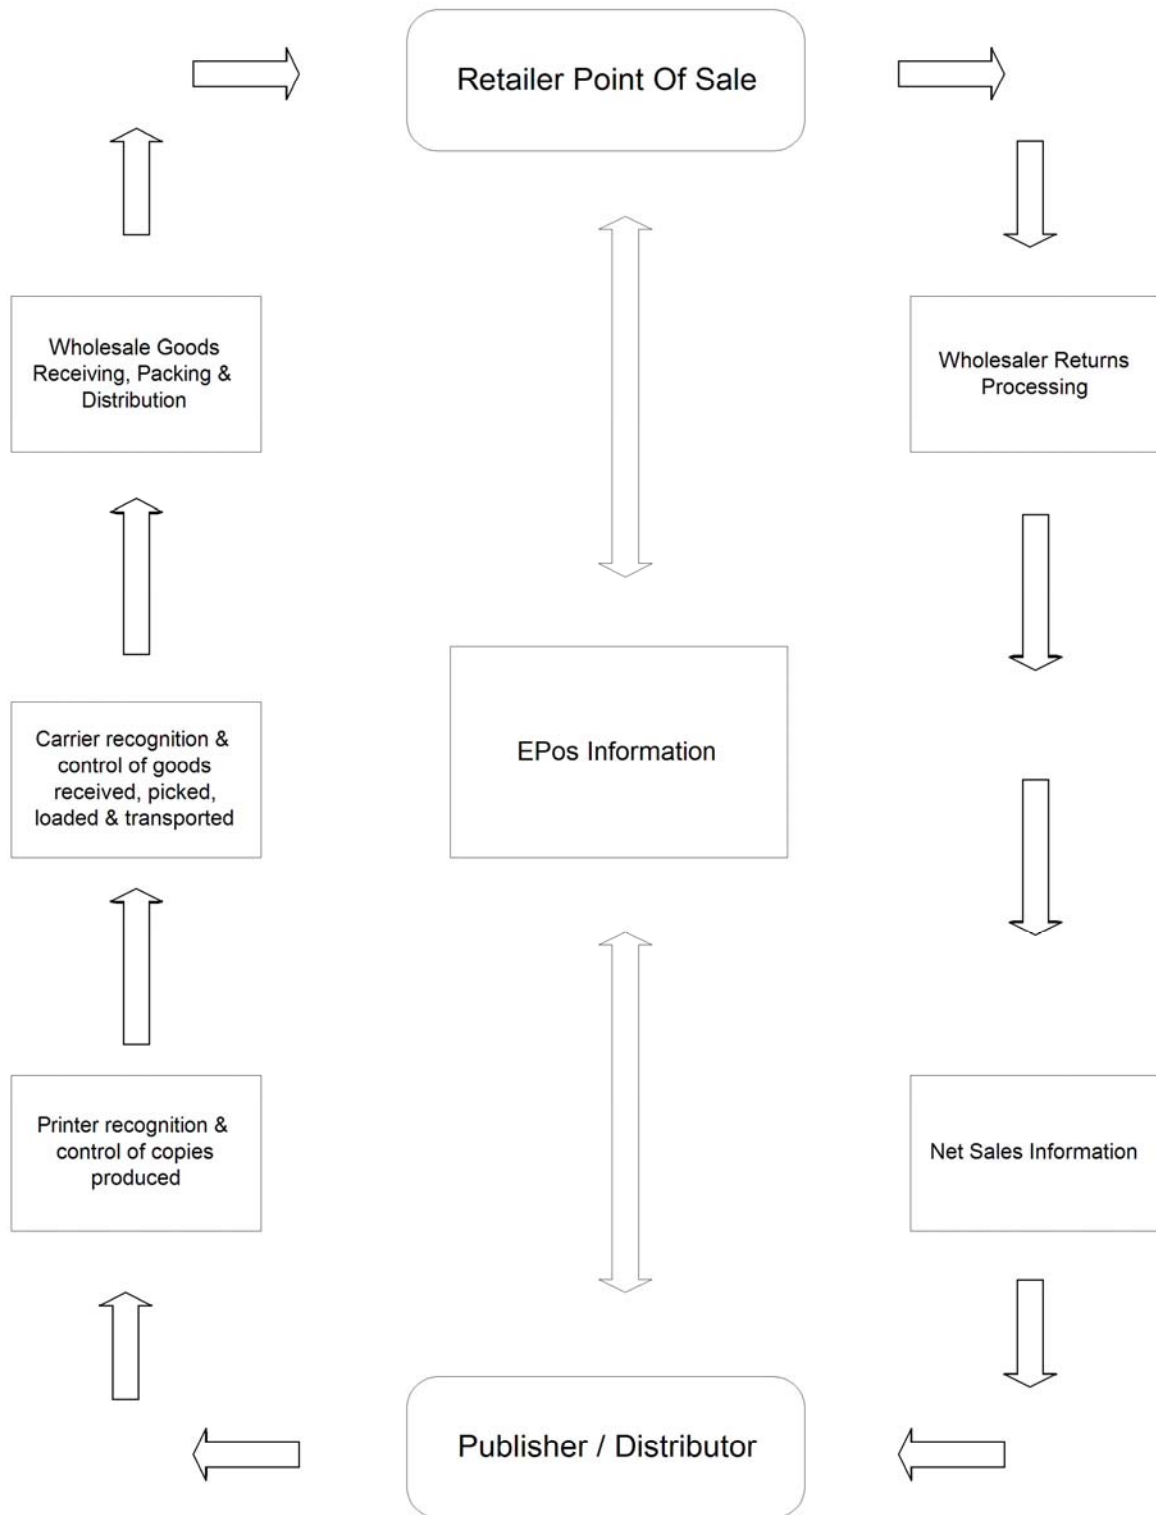 Retailer Point Of Sale
Wholesale Goods
Receiving, Packing &
Distribution
Wholesaler Returns
Processing
Carrier recognition &
control of goods
received, picked,
loaded & transported
EPos Information
Printer recognition &
control of copies
produced
Net Sales Information
Publisher / Distributor